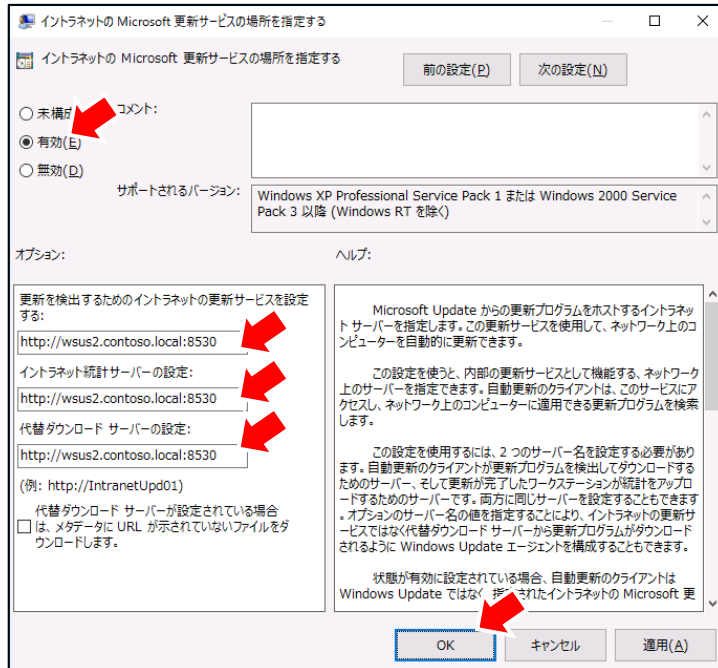 イントラネットの Microsoft 更新サービスの場所を指定する
イントラネットの Microsoft 更新サービスの場所を指定する
前の設定(P)
次の設定(N)
未構成
コメント:
有効(E)
無効(D)
サポートされるバージョン:
Windows XP Professional Service Pack 1 または Windows 2000 Service
Pack 3 以降 (Windows RT を除く)
オプション:
ヘルプ:
更新を検出するためのイントラネットの更新サービスを設定
する:
http://wsus2.contoso.local:8530
イントラネット統計サーバーの設定:
http://wsus2.contoso.local:8530
代替ダウンロード サーバーの設定:
http://wsus2.contoso.local:8530
(例: http://IntranetUpd01)
代替ダウンロード サーバーが設定されている場合
は、メタデータに URL が示されていないファイルをダ
ウンロードします。
Microsoft Update からの更新プログラムをホストするイントラネッ
ト サーバーを指定します。この更新サービスを使用して、ネットワーク上のコ
ンピューターを自動的に更新できます。
この設定を使うと、内部の更新サービスとして機能する、ネットワーク
上のサーバーを指定できます。自動更新のクライアントは、このサービスにア
クセスし、ネットワーク上のコンピューターに適用できる更新プログラムを検索
します。
この設定を使用するには、2 つのサーバー名を設定する必要があり
ます。自動更新のクライアントが更新プログラムを検出してダウンロードする
ためのサーバー、そして更新が完了したワークステーションが統計をアップロ
ードするためのサーバーです。両方に同じサーバーを設定することもできます
。オプションのサーバー名の値を指定することにより、イントラネットの更新サ
ービスではなく代替ダウンロード サーバーから更新プログラムがダウンロード
されるように Windows Update エージェントを構成することもできます。
状態が有効に設定されている場合、自動更新のクライアントは
Windows Update ではなく、指定されたイントラネットの Microsoft 更
OK
キャンセル
適用(A)